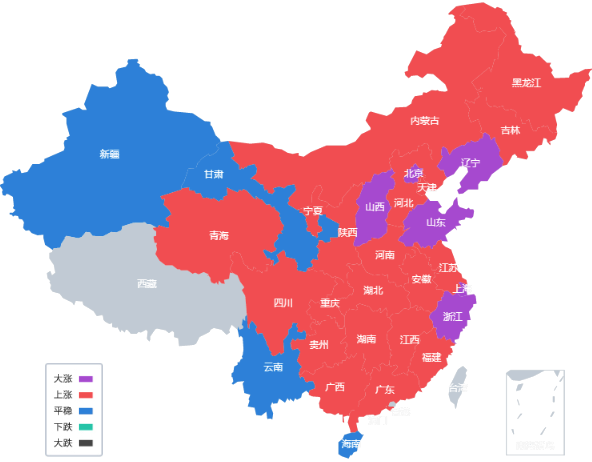 黑龙江
内蒙古
吉林
新疆
辽宁
甘肃
北京
天津
山西
河北
宁夏
山东
陕西
青海
河南
江苏
安徽
西藏
上海
湖北
四川
重庆
浙江
湖南
江西
贵州
福建
云南
广西
广东
台湾
海南
大涨
上涨
平稳
下跌
大跌